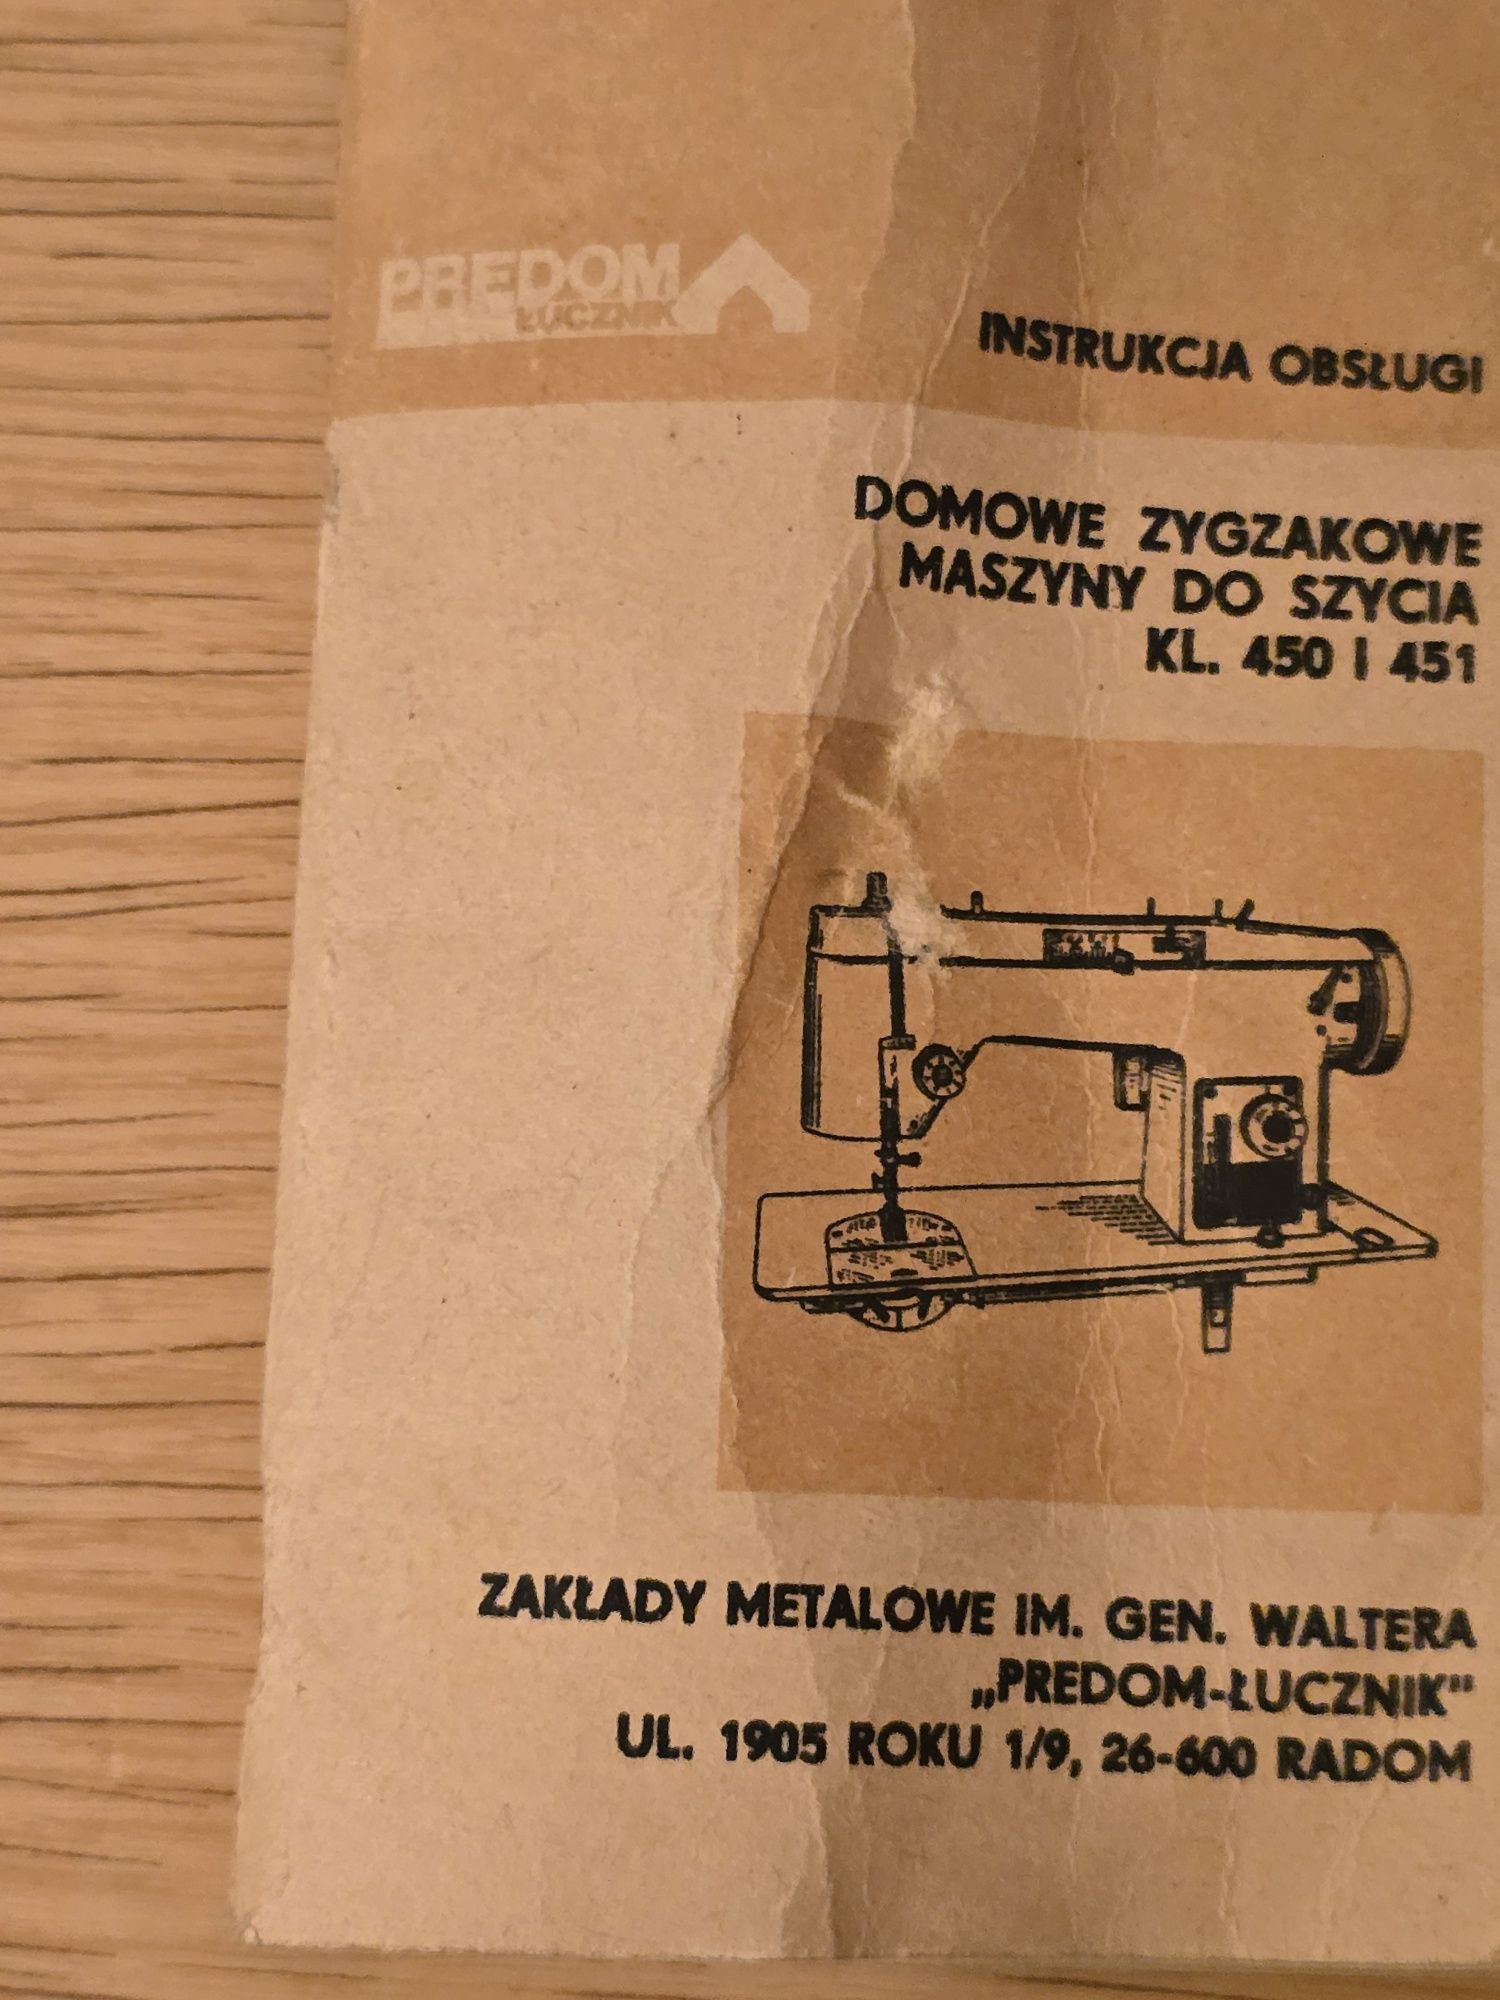 PREDOM
ŁUCZNIK
INSTRUKCJA OBSŁUGI
DOMOWE ZYGZAKOWE
MASZYNY DO SZYCIA
KL. 450 I 451
ZAKŁADY METALOWE IM. GEN. WALTERA
„PREDOM-ŁUCZNIK”
UL. 1905 ROKU 1/9, 26-600 RADOM